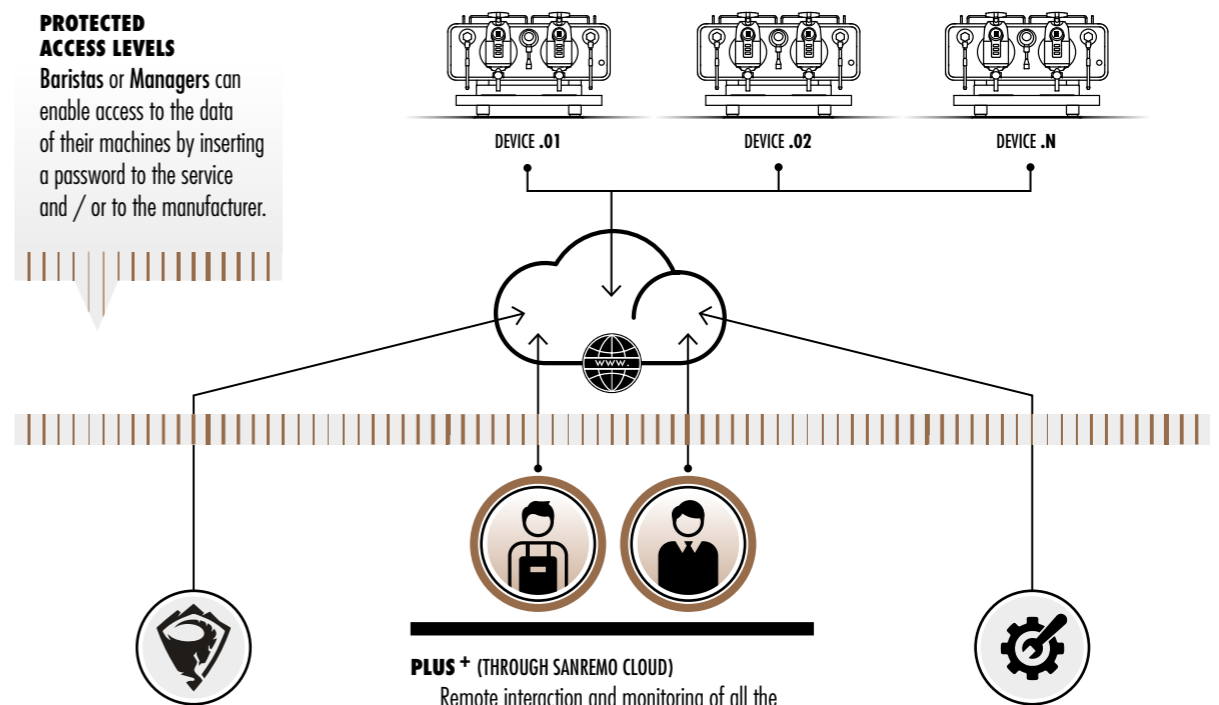 PROTECTED
ACCESS LEVELS
Baristas or Managers can
enable access to the data
of their machines by inserting
a password to the service
and / or to the manufacturer.
DEVICE .01
DEVICE .02
DEVICE .N
WWW.
PLUS + (THROUGH SANREMO CLOUD)
Remote interaction and monitoring of all the